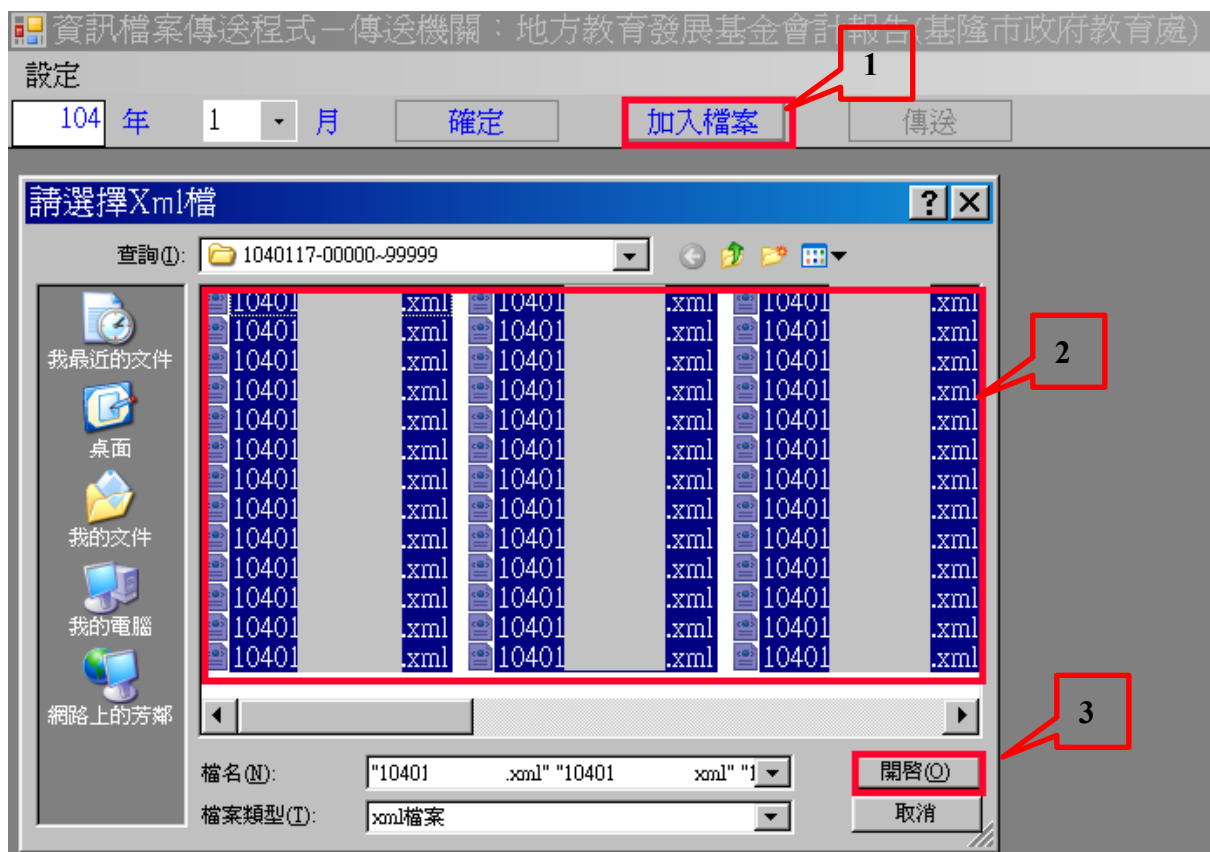 資訊檔案傳送程式－傳送機關：地方教育發展基金會計報告(基隆市政府教育處)
1
設定
104 年 1 月 確定 加入檔案 傳送
請選擇Xml檔
查詢(I): 1040117-00000~99999
10401 .xml 10401 .xml 10401 .xml
10401 .xml 10401 .xml 10401 .xml
10401 .xml 10401 .xml 10401 .xml
10401 .xml 10401 .xml 10401 .xml
10401 .xml 10401 .xml 10401 .xml
10401 .xml 10401 .xml 10401 .xml
10401 .xml 10401 .xml 10401 .xml
10401 .xml 10401 .xml 10401 .xml
10401 .xml 10401 .xml 10401 .xml
10401 .xml 10401 .xml 10401 .xml
10401 .xml 10401 .xml 10401 .xml
10401 .xml 10401 .xml 10401 .xml
10401 .xml 10401 .xml 10401 .xml
2
我最近的文件
桌面
我的文件
我的電腦
網路上的芳鄰
3
檔名(N): "10401 .xml" "10401 xml" "1 開啓(O)
檔案類型(T): xml檔案 取消